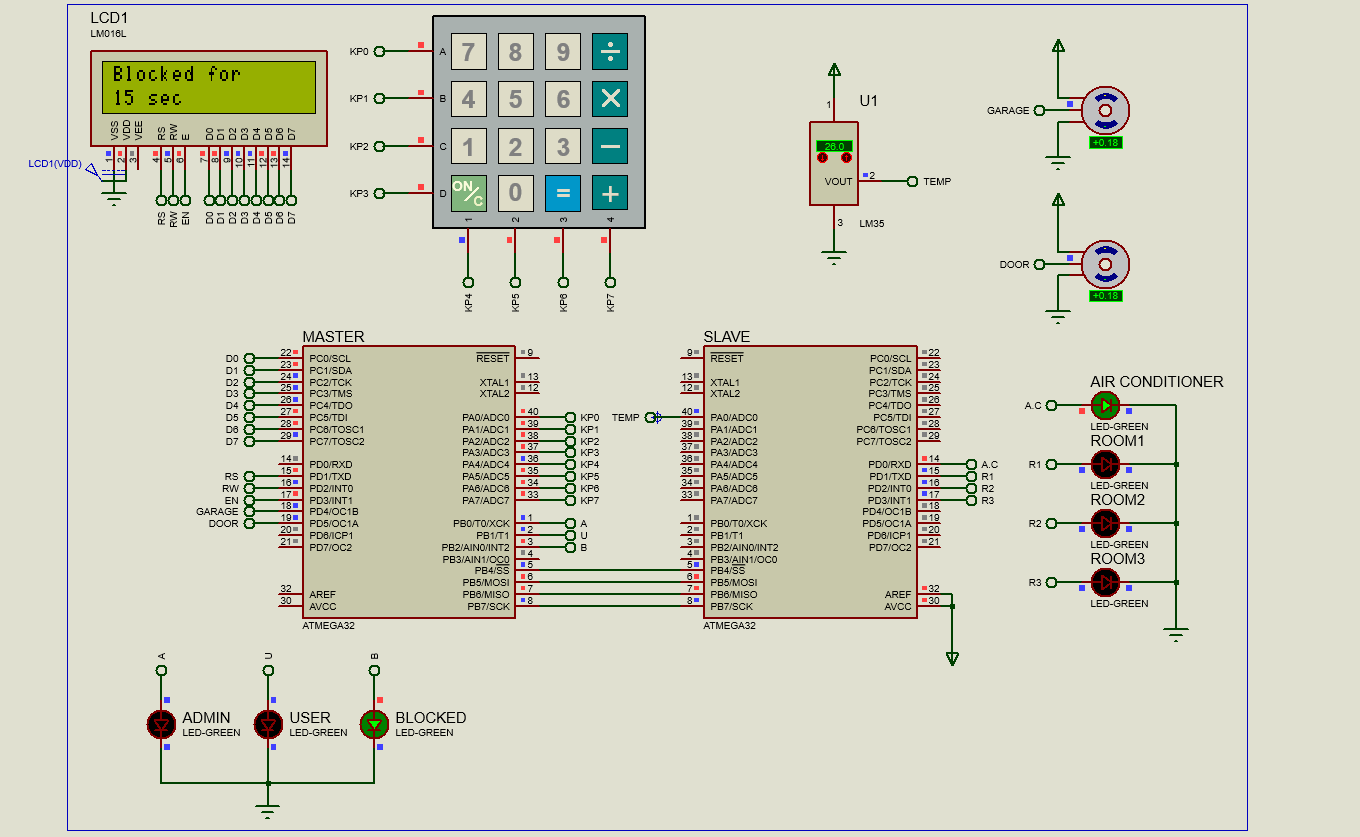 LCD1
LM016L
Blocked for
15 sec
VSS VDD VEE RS RW E D0 D1 D2 D3 D4 D5 D6 D7
1 2 3 4 5 6 7 8 9 10 11 12 13 14
LCD1(VDD)
RS RW EN D0 D1 D2 D3 D4 D5 D6 D7
KP0 A 7 8 9 ÷
KP1 B 4 5 6 ×
KP2 C 1 2 3 −
KP3 D ON/C 0 = +
1 2 3 4
KP4 KP5 KP6 KP7
U1
1
26.0
VOUT 2 TEMP
3
LM35
GARAGE
+0.18
DOOR
+0.18
MASTER
D0 22 PC0/SCL RESET 9
D1 23 PC1/SDA
D2 24 PC2/TCK XTAL1 13
D3 25 PC3/TMS XTAL2 12
D4 26 PC4/TDO
D5 27 PC5/TDI PA0/ADC0 40 KP0
D6 28 PC6/TOSC1 PA1/ADC1 39 KP1
D7 29 PC7/TOSC2 PA2/ADC2 38 KP2
PA3/ADC3 37 KP3
14 PD0/RXD PA4/ADC4 36 KP4
RS 15 PD1/TXD PA5/ADC5 35 KP5
RW 16 PD2/INT0 PA6/ADC6 34 KP6
EN 17 PD3/INT1 PA7/ADC7 33 KP7
GARAGE 18 PD4/OC1B
DOOR 19 PD5/OC1A PB0/T0/XCK 1 A
20 PD6/ICP1 PB1/T1 2 U
21 PD7/OC2 PB2/AIN0/INT2 3 B
PB3/AIN1/OC0 4
PB4/SS 5
PB5/MOSI 6
32 AREF PB6/MISO 7
30 AVCC PB7/SCK 8
ATMEGA32
SLAVE
9 RESET PC0/SCL 22
PC1/SDA 23
13 XTAL1 PC2/TCK 24
12 XTAL2 PC3/TMS 25
PC4/TDO 26
TEMP 40 PA0/ADC0 PC5/TDI 27
39 PA1/ADC1 PC6/TOSC1 28
38 PA2/ADC2 PC7/TOSC2 29
37 PA3/ADC3
36 PA4/ADC4 PD0/RXD 14 A.C
35 PA5/ADC5 PD1/TXD 15 R1
34 PA6/ADC6 PD2/INT0 16 R2
33 PA7/ADC7 PD3/INT1 17 R3
PD4/OC1B 18
1 PB0/T0/XCK PD5/OC1A 19
2 PB1/T1 PD6/ICP1 20
3 PB2/AIN0/INT2 PD7/OC2 21
4 PB3/AIN1/OC0
5 PB4/SS
6 PB5/MOSI
7 PB6/MISO AREF 32
8 PB7/SCK AVCC 30
ATMEGA32
AIR CONDITIONER
A.C
LED-GREEN
ROOM1
R1
LED-GREEN
ROOM2
R2
LED-GREEN
ROOM3
R3
LED-GREEN
A U B
ADMIN USER BLOCKED
LED-GREEN LED-GREEN LED-GREEN